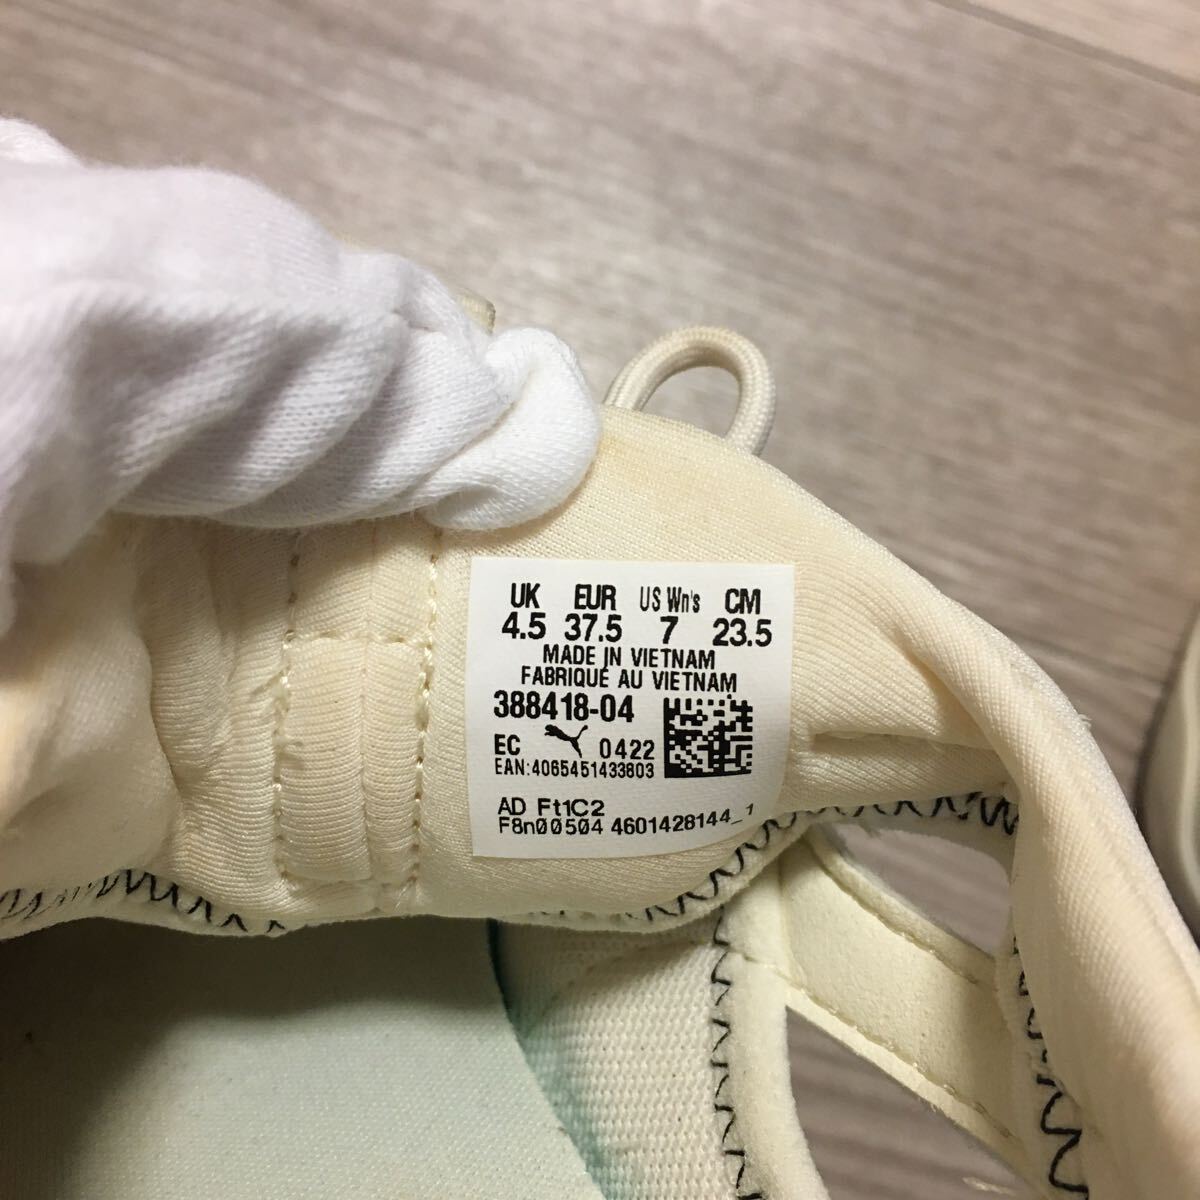 UK EUR US Wn's CM
4.5 37.5 7 23.5
MADE IN VIETNAM
FABRIQUÉ AU VIETNAM
388418-04
EC 0422
EAN:4065451433803
AD Ft1C2
F8n00504 4601428144_1